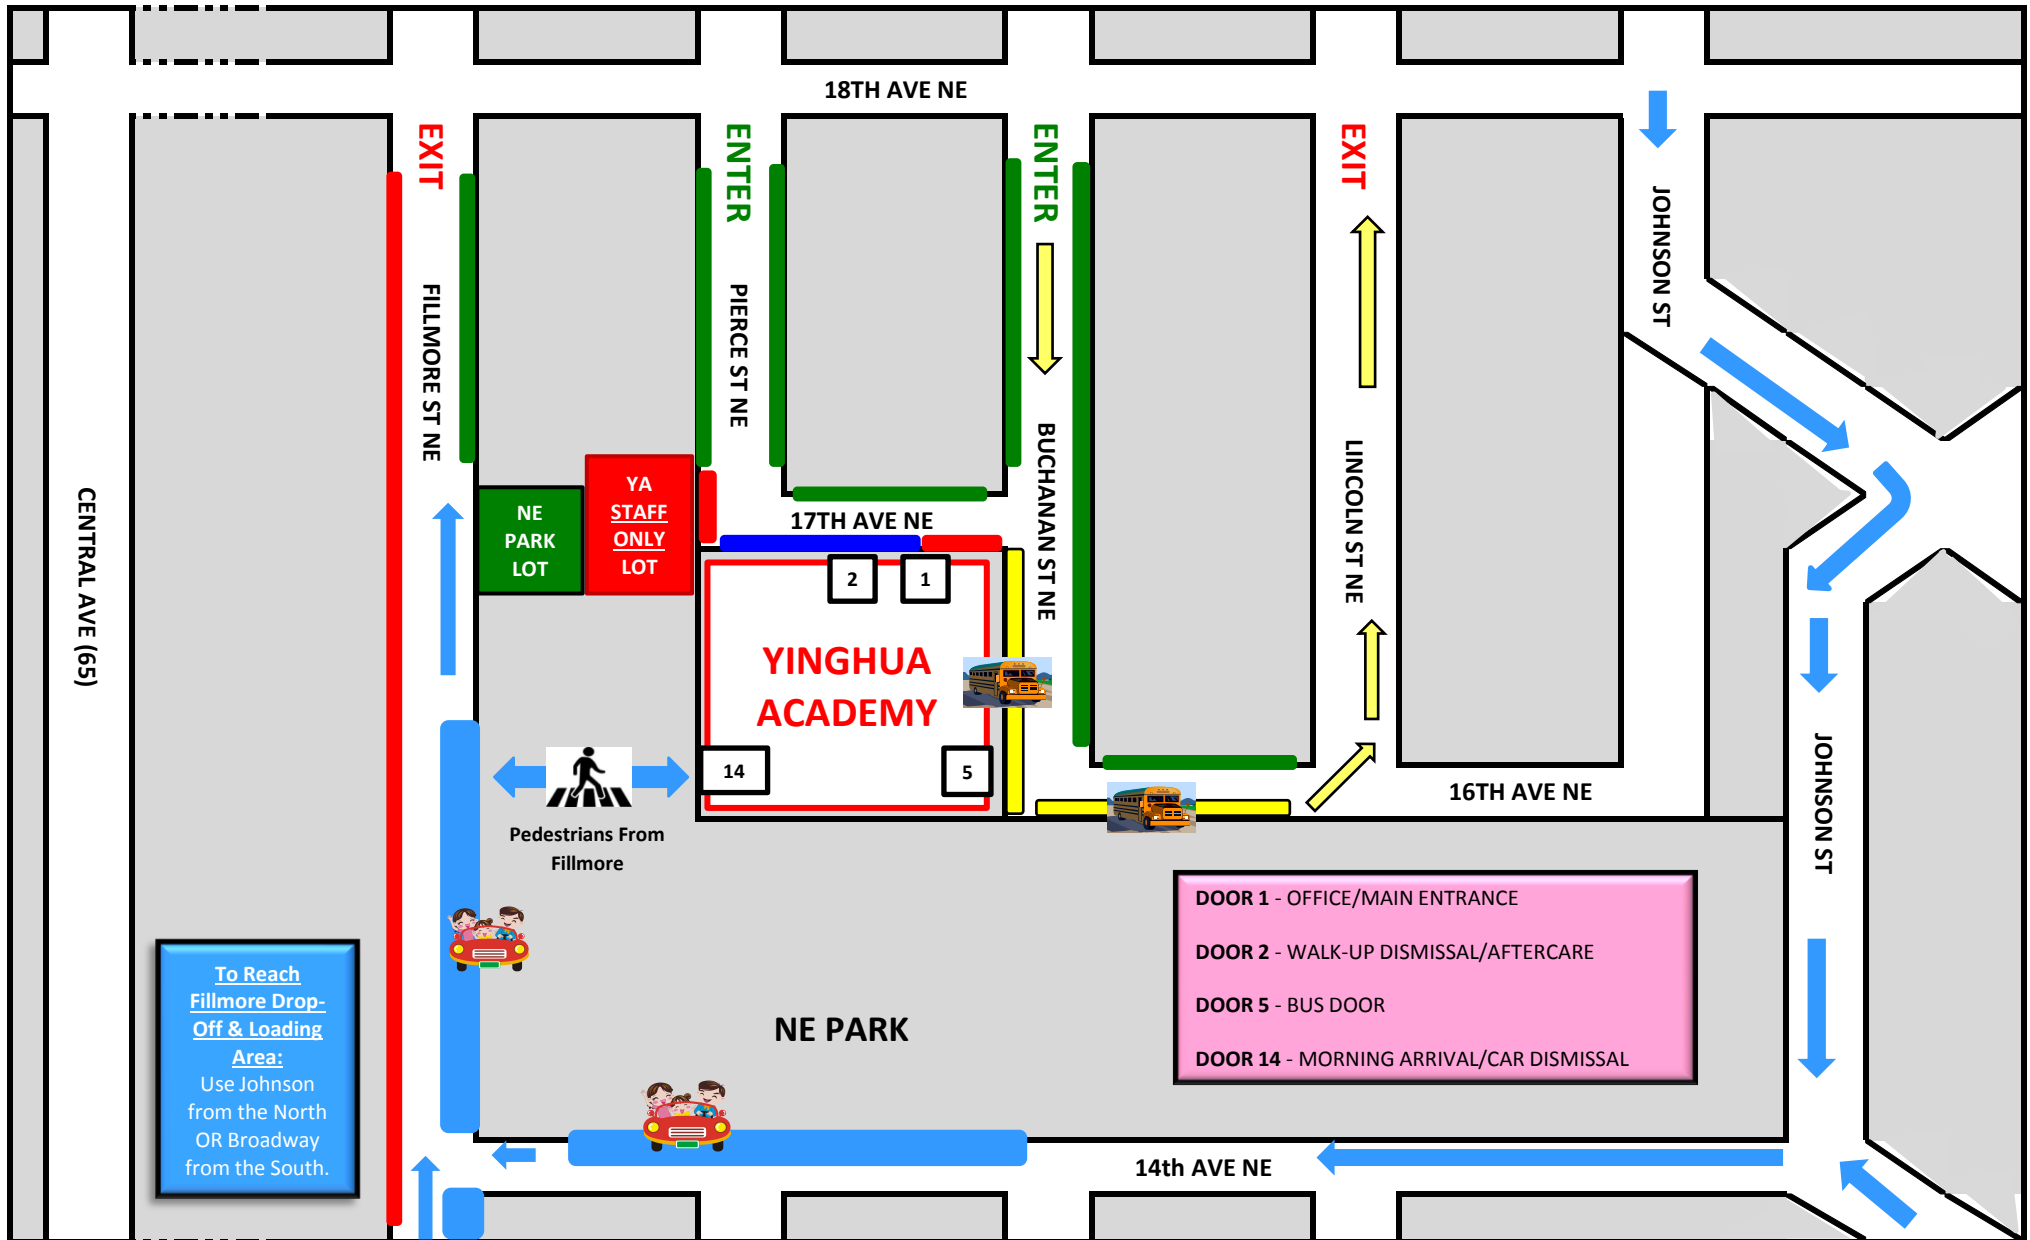 18TH AVE NE
EXIT
ENTER
ENTER
EXIT
JOHNSON ST
FILLMORE ST NE
PIERCE ST NE
BUCHANAN ST NE
LINCOLN ST NE
CENTRAL AVE (65)
NE
PARK
LOT
YA
STAFF
ONLY
LOT
17TH AVE NE
2
1
YINGHUA
ACADEMY
14
5
16TH AVE NE
JOHNSON ST
Pedestrians From
Fillmore
DOOR 1 - OFFICE/MAIN ENTRANCE
DOOR 2 - WALK-UP DISMISSAL/AFTERCARE
DOOR 5 - BUS DOOR
DOOR 14 - MORNING ARRIVAL/CAR DISMISSAL
To Reach
Fillmore Drop-
Off & Loading
Area:
Use Johnson
from the North
OR Broadway
from the South.
NE PARK
14th AVE NE